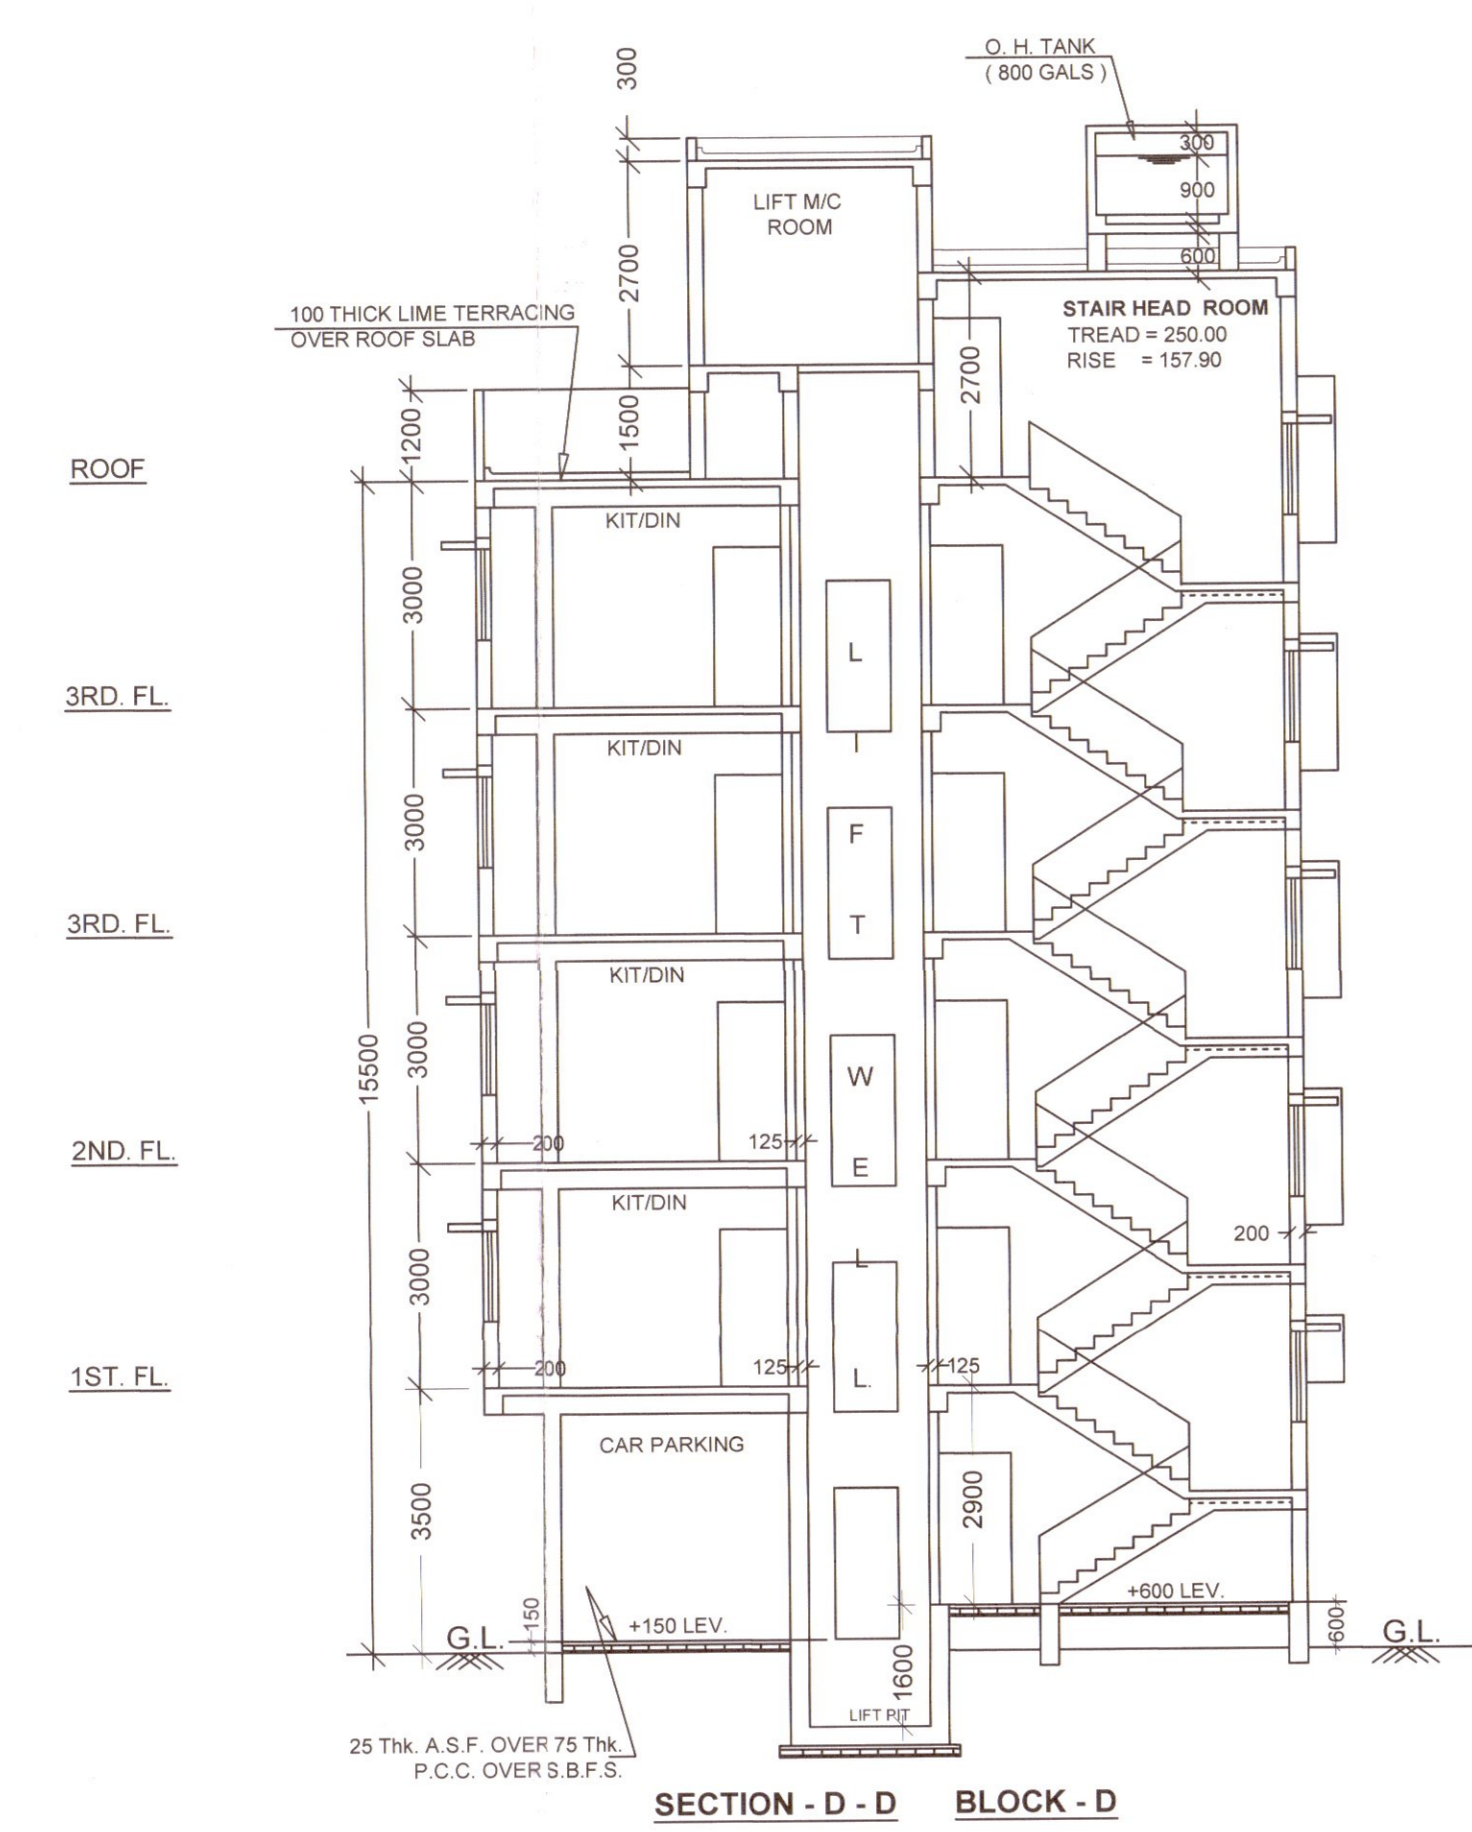 O. H. TANK
( 800 GALS )
300
300
900
600
LIFT M/C
ROOM
2700
100 THICK LIME TERRACING
OVER ROOF SLAB
STAIR HEAD ROOM
TREAD = 250.00
RISE = 157.90
2700
1200
1500
ROOF
KIT/DIN
3000
L
3RD. FL.
KIT/DIN
I
3000
F
T
3RD. FL.
KIT/DIN
15500
3000
W
200
125
E
2ND. FL.
KIT/DIN
200
L
3000
200
125
125
L.
1ST. FL.
CAR PARKING
3500
2900
+600 LEV.
150
+150 LEV.
600
G.L.
G.L.
1600
LIFT PIT
25 Thk. A.S.F. OVER 75 Thk.
P.C.C. OVER S.B.F.S.
SECTION - D - D
BLOCK - D